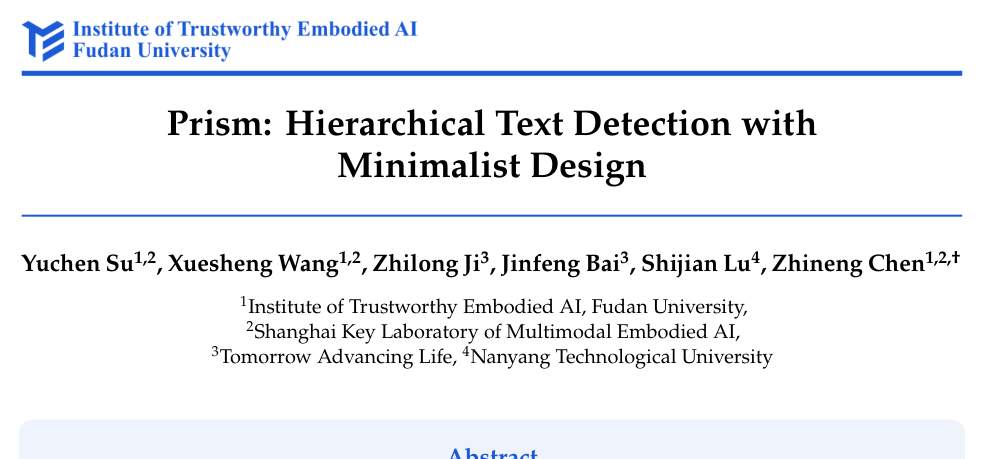 Institute of Trustworthy Embodied AI
Fudan University
Prism: Hierarchical Text Detection with
Minimalist Design
Yuchen Su1,2, Xuesheng Wang1,2, Zhilong Ji3, Jinfeng Bai3, Shijian Lu4, Zhineng Chen1,2,†
1Institute of Trustworthy Embodied AI, Fudan University,
2Shanghai Key Laboratory of Multimodal Embodied AI,
3Tomorrow Advancing Life, 4Nanyang Technological University
Abstract